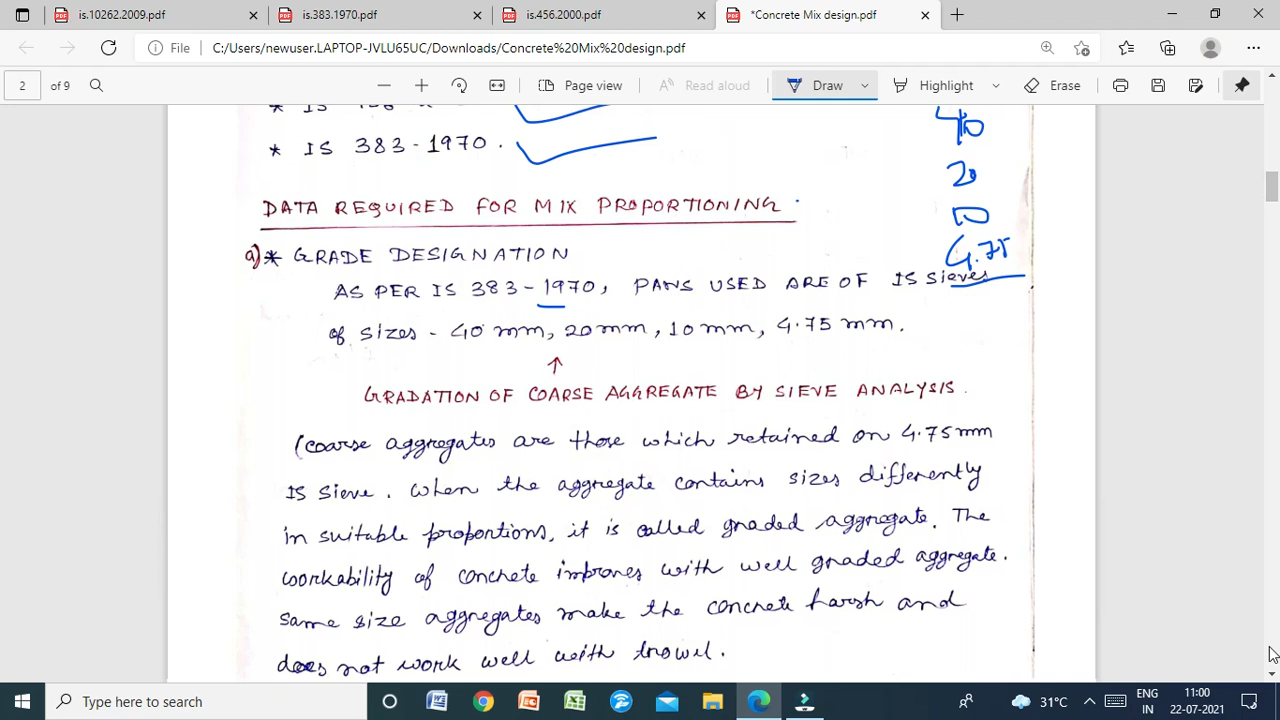 is.10262.2009.pdf
is.383.1970.pdf
is.456.2000.pdf
*Concrete Mix design.pdf
File
C:/Users/newuser.LAPTOP-JVLU65UC/Downloads/Concrete%20Mix%20design.pdf
2 of 9
Page view
Read aloud
Draw
Highlight
Erase
* IS
* IS 383-1970.
40
20
10
4.75
DATA REQUIRED FOR MIX PROPORTIONING
a) * GRADE DESIGNATION
AS PER IS 383-1970, PANS USED ARE OF IS Sieves
of sizes - 40 mm, 20 mm, 10 mm, 4.75 mm.
↑
GRADATION OF COARSE AGGREGATE BY SIEVE ANALYSIS.
(Coarse aggregates are those which retained on 4.75mm
IS sieve. When the aggregate contains sizes differently
in suitable proportions, it is called graded aggregate. The
workability of concrete improves with well graded aggregate.
Same size aggregates make the concrete harsh and
does not work well with trowel.
Type here to search
31°C
ENG
IN
11:00
22-07-2021